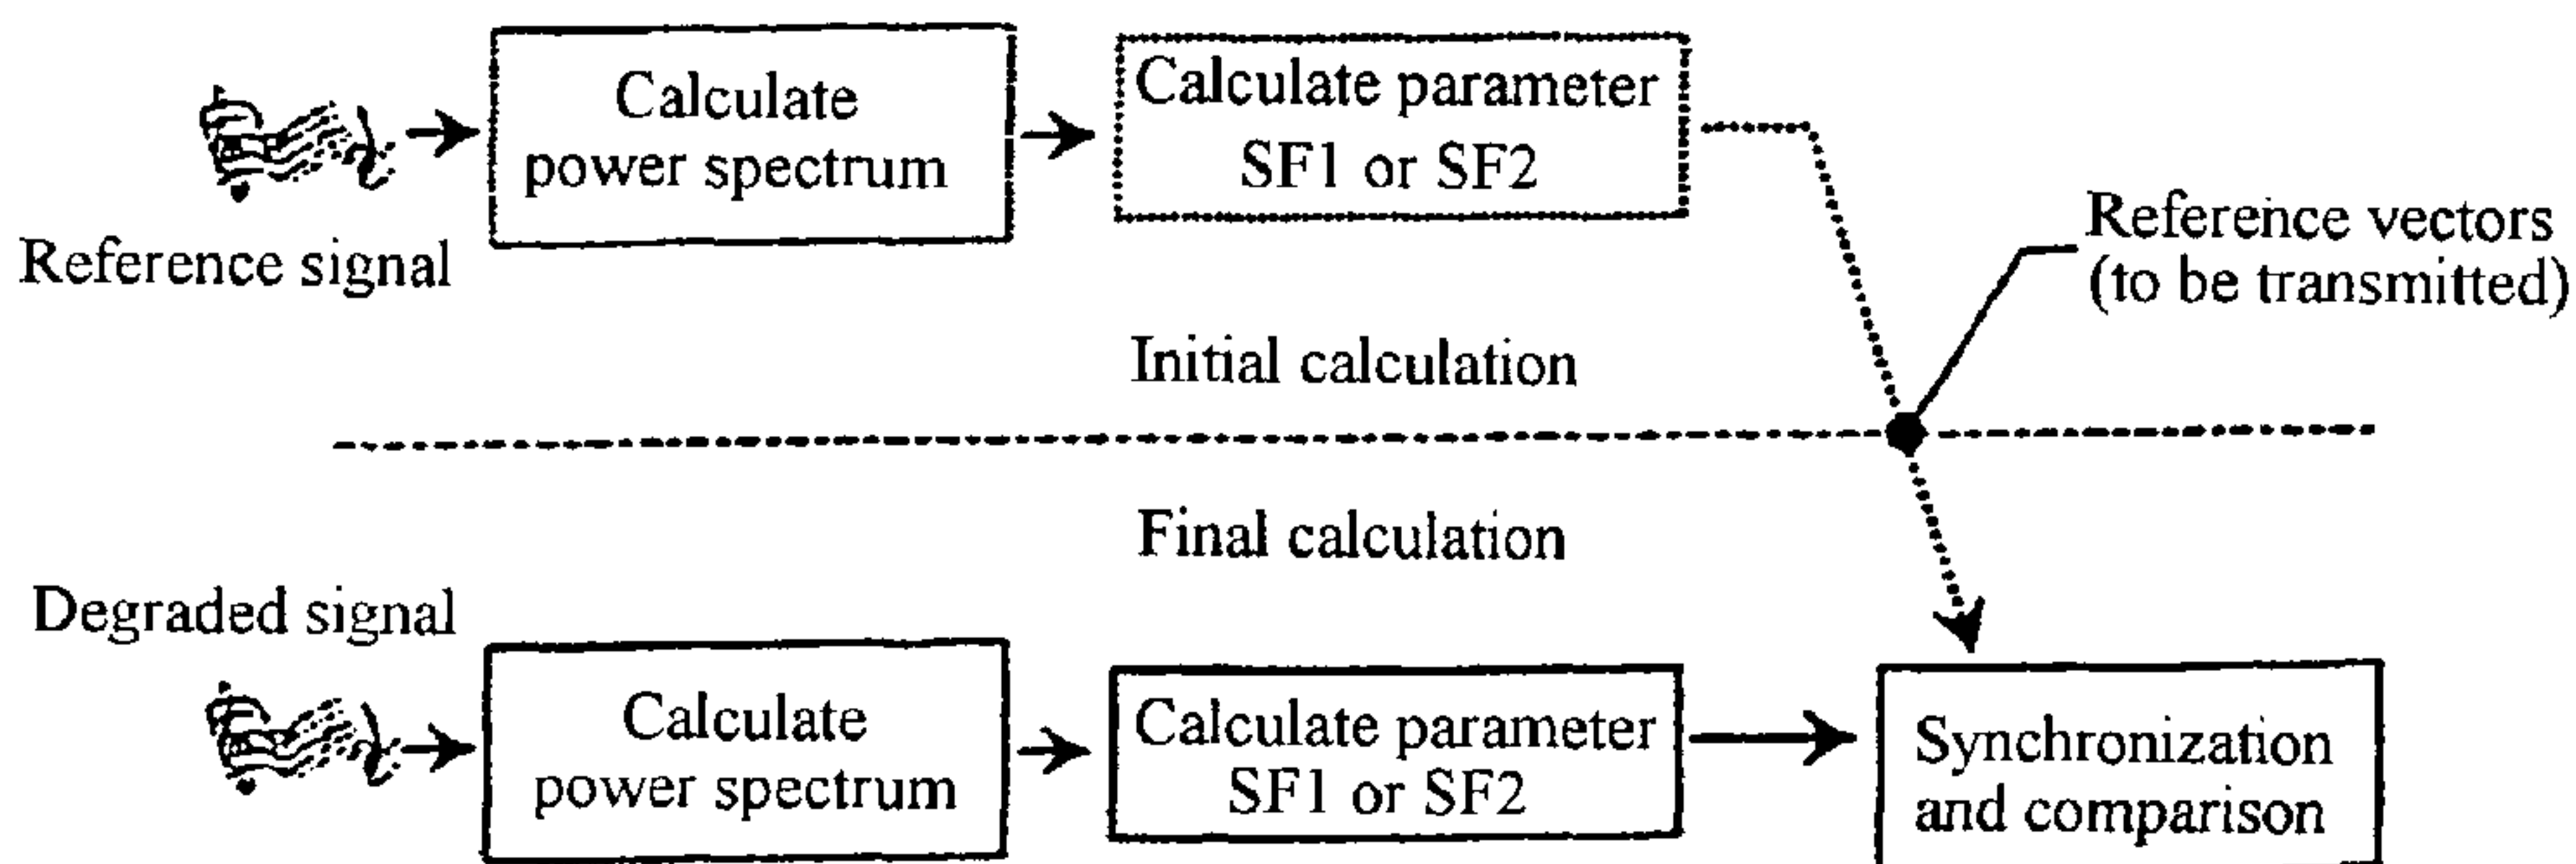 Calculate
power spectrum
Calculate parameter
SF1 or SF2
Reference signal
Reference vectors
(to be transmitted)
Initial calculation
Final calculation
Degraded signal
Calculate
power spectrum
Calculate parameter
SF1 or SF2
Synchronization
and comparison